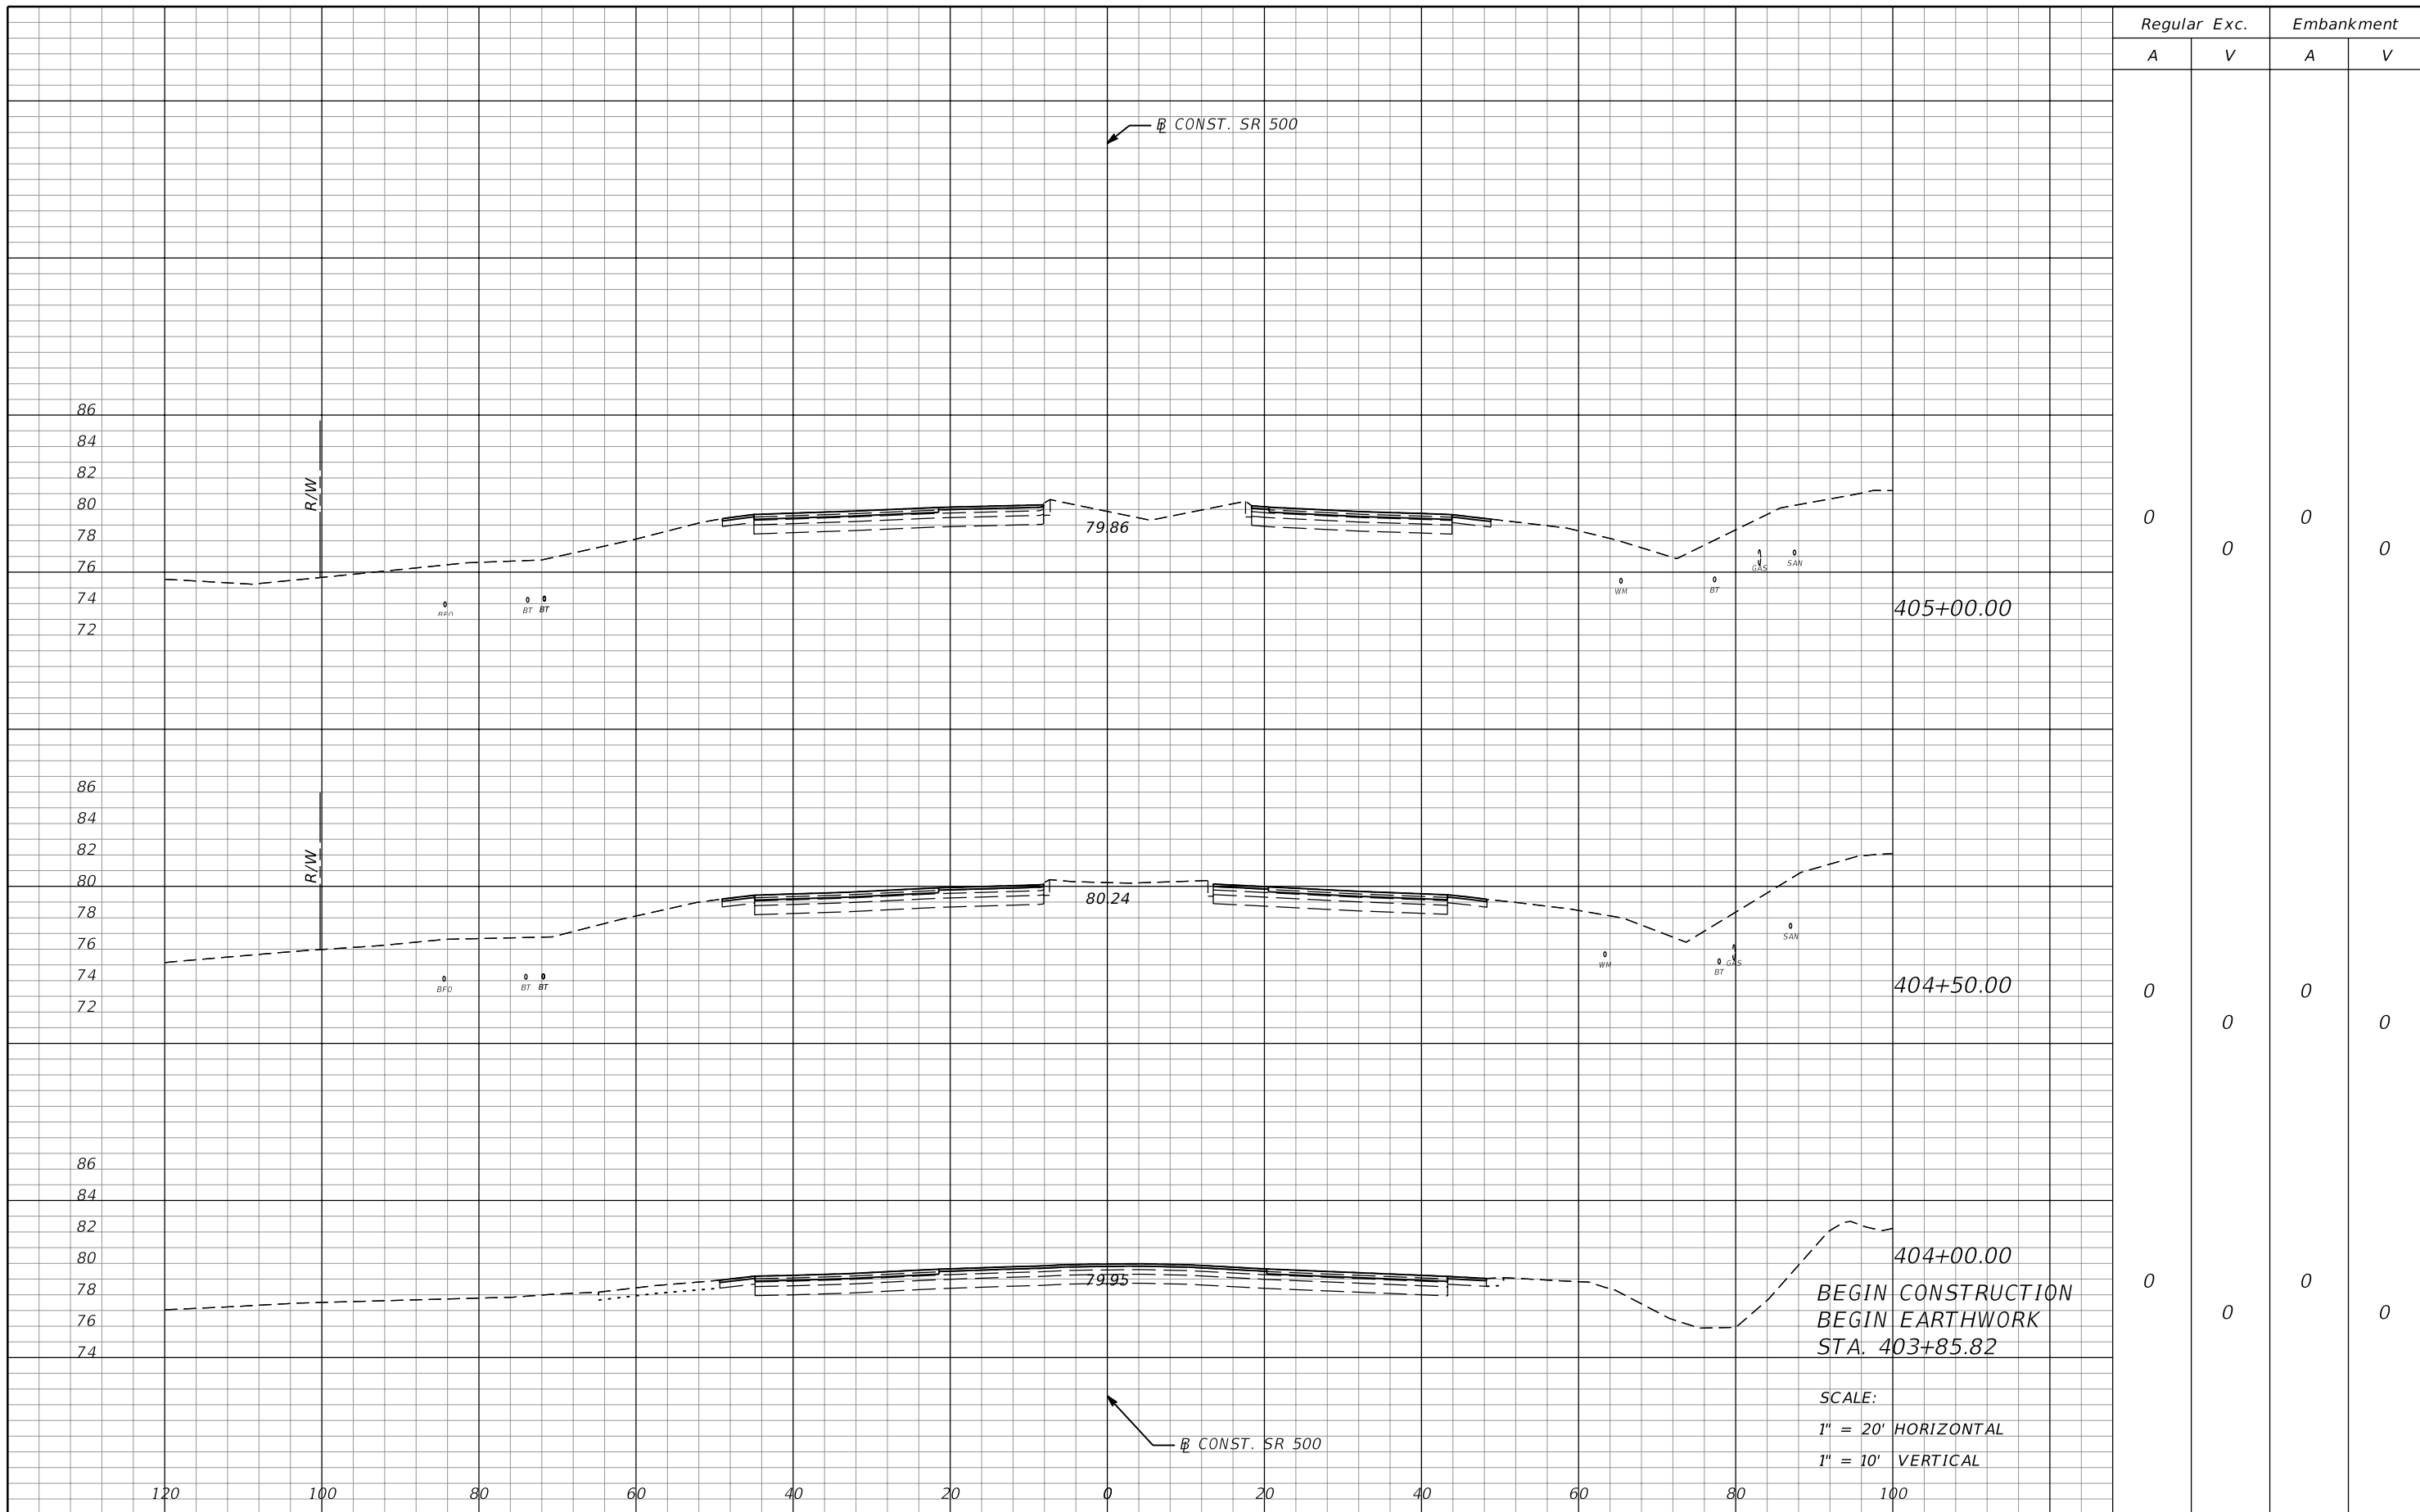 Regular Exc. Embankment
A V A V
BL CONST. SR 500
86
84
82
80
78
76
74
72
R/W
79.86
BFO BT BT
WM BT GAS SAN
405+00.00
0 0 0 0
86
84
82
80
78
76
74
72
R/W
80.24
BFO BT BT
WM BT GAS SAN
404+50.00
0 0 0 0
86
84
82
80
78
76
74
79.95
404+00.00
BEGIN CONSTRUCTION
BEGIN EARTHWORK
STA. 403+85.82
0 0 0 0
SCALE:
1" = 20' HORIZONTAL
1" = 10' VERTICAL
BL CONST. SR 500
120 100 80 60 40 20 0 20 40 60 80 100